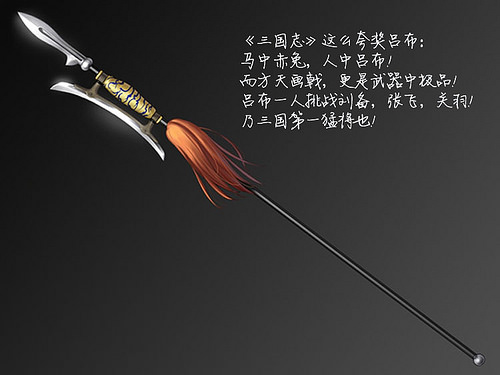 《三国志》这么夸奖吕布:
马中赤兔,人中吕布!
而方天画戟,更是武器中极品!
吕布一人挑战刘备,张飞,关羽!
乃三国第一猛将也!